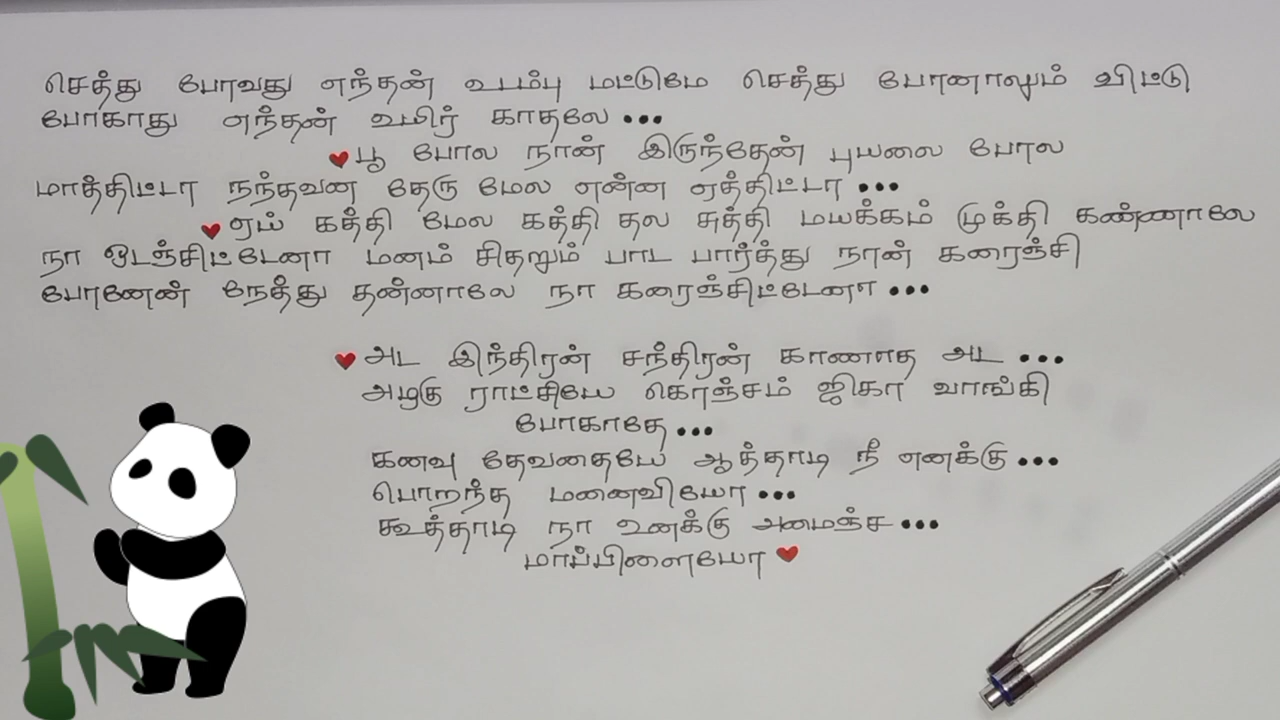 செத்து போவது எந்தன் உடம்பு மட்டுமே செத்து போனாலும் விட்டு
போகாது எந்தன் உயிர் காதலே •••
❤பூ போல நான் இருந்தேன் புயலை போல
மாத்திட்டா நந்தவன தேரு மேல என்ன ஏத்திட்டா •••
❤ஏய் கத்தி மேல கத்தி தல சுத்தி மயக்கம் முக்தி கண்ணாலே
நா ஒடஞ்சிட்டேனா மனம் சிதறும் பாட பார்த்து நான் கரைஞ்சி
போனேன் நேத்து தன்னாலே நா கரைஞ்சிட்டேனா •••
❤அட இந்திரன் சந்திரன் காணாத அட •••
அழகு ராட்சியே கொஞ்சம் ஜிகா வாங்கி
போகாதே •••
கனவு தேவதையே ஆத்தாடி நீ எனக்கு •••
பொறந்த மனைவியோ •••
கூத்தாடி நா உனக்கு அமைஞ்ச •••
மாப்பிளையோ ❤